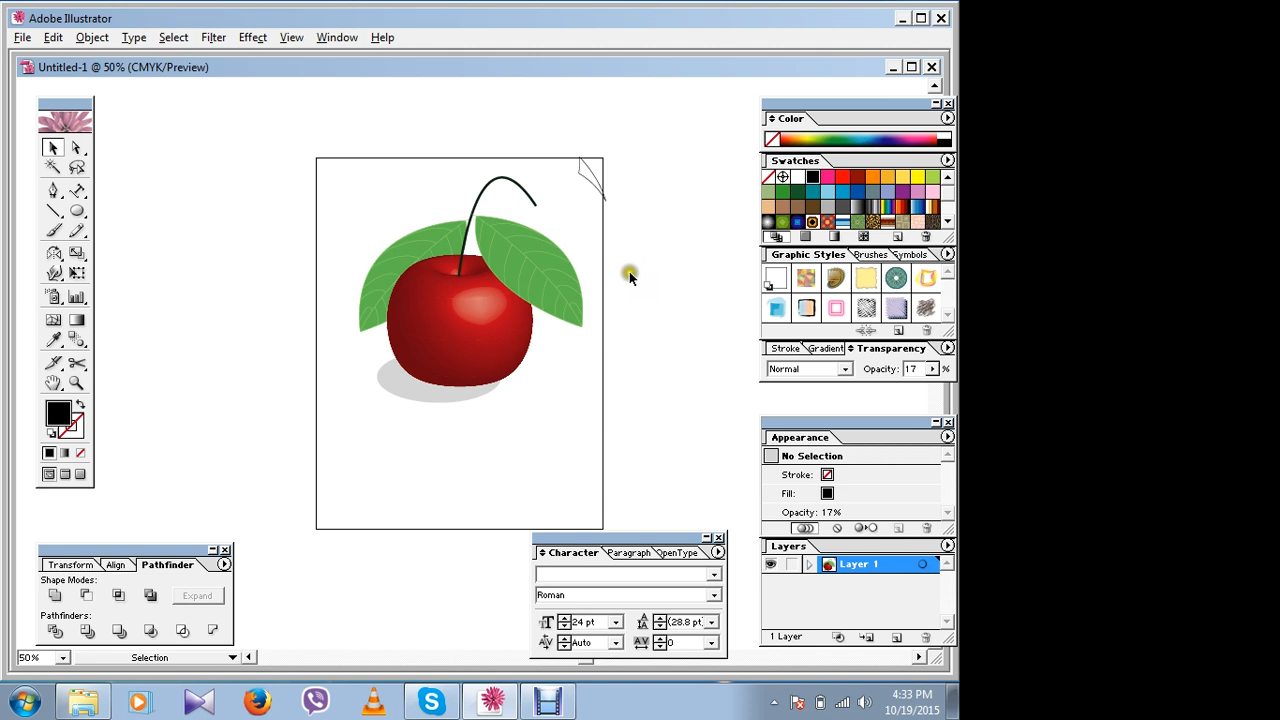 Adobe Illustrator
File Edit Object Type Select Filter Effect View Window Help
Untitled-1 @ 50% (CMYK/Preview)
Color
Swatches
Graphic Styles Brushes Symbols
Stroke Gradient Transparency
Normal Opacity: 17 %
Appearance
No Selection
Stroke:
Fill:
Opacity: 17%
Layers
Layer 1
1 Layer
Transform Align Pathfinder
Shape Modes:
Expand
Pathfinders:
Character Paragraph OpenType
Roman
24 pt (28.8 pt)
Auto 0
50% Selection
4:33 PM
10/19/2015